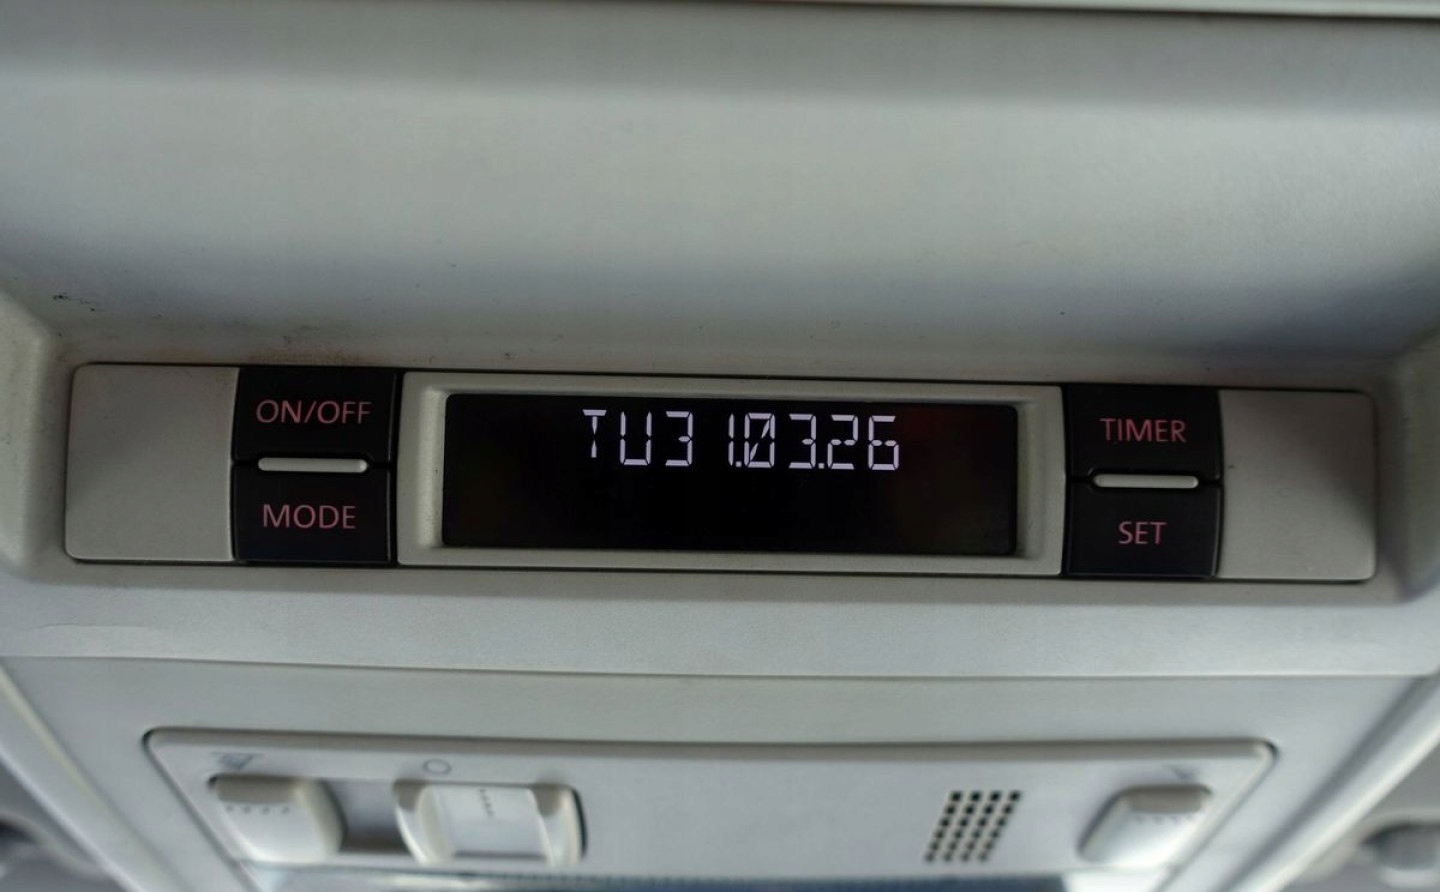 ON/OFF
MODE
TU31.03.26
TIMER
SET